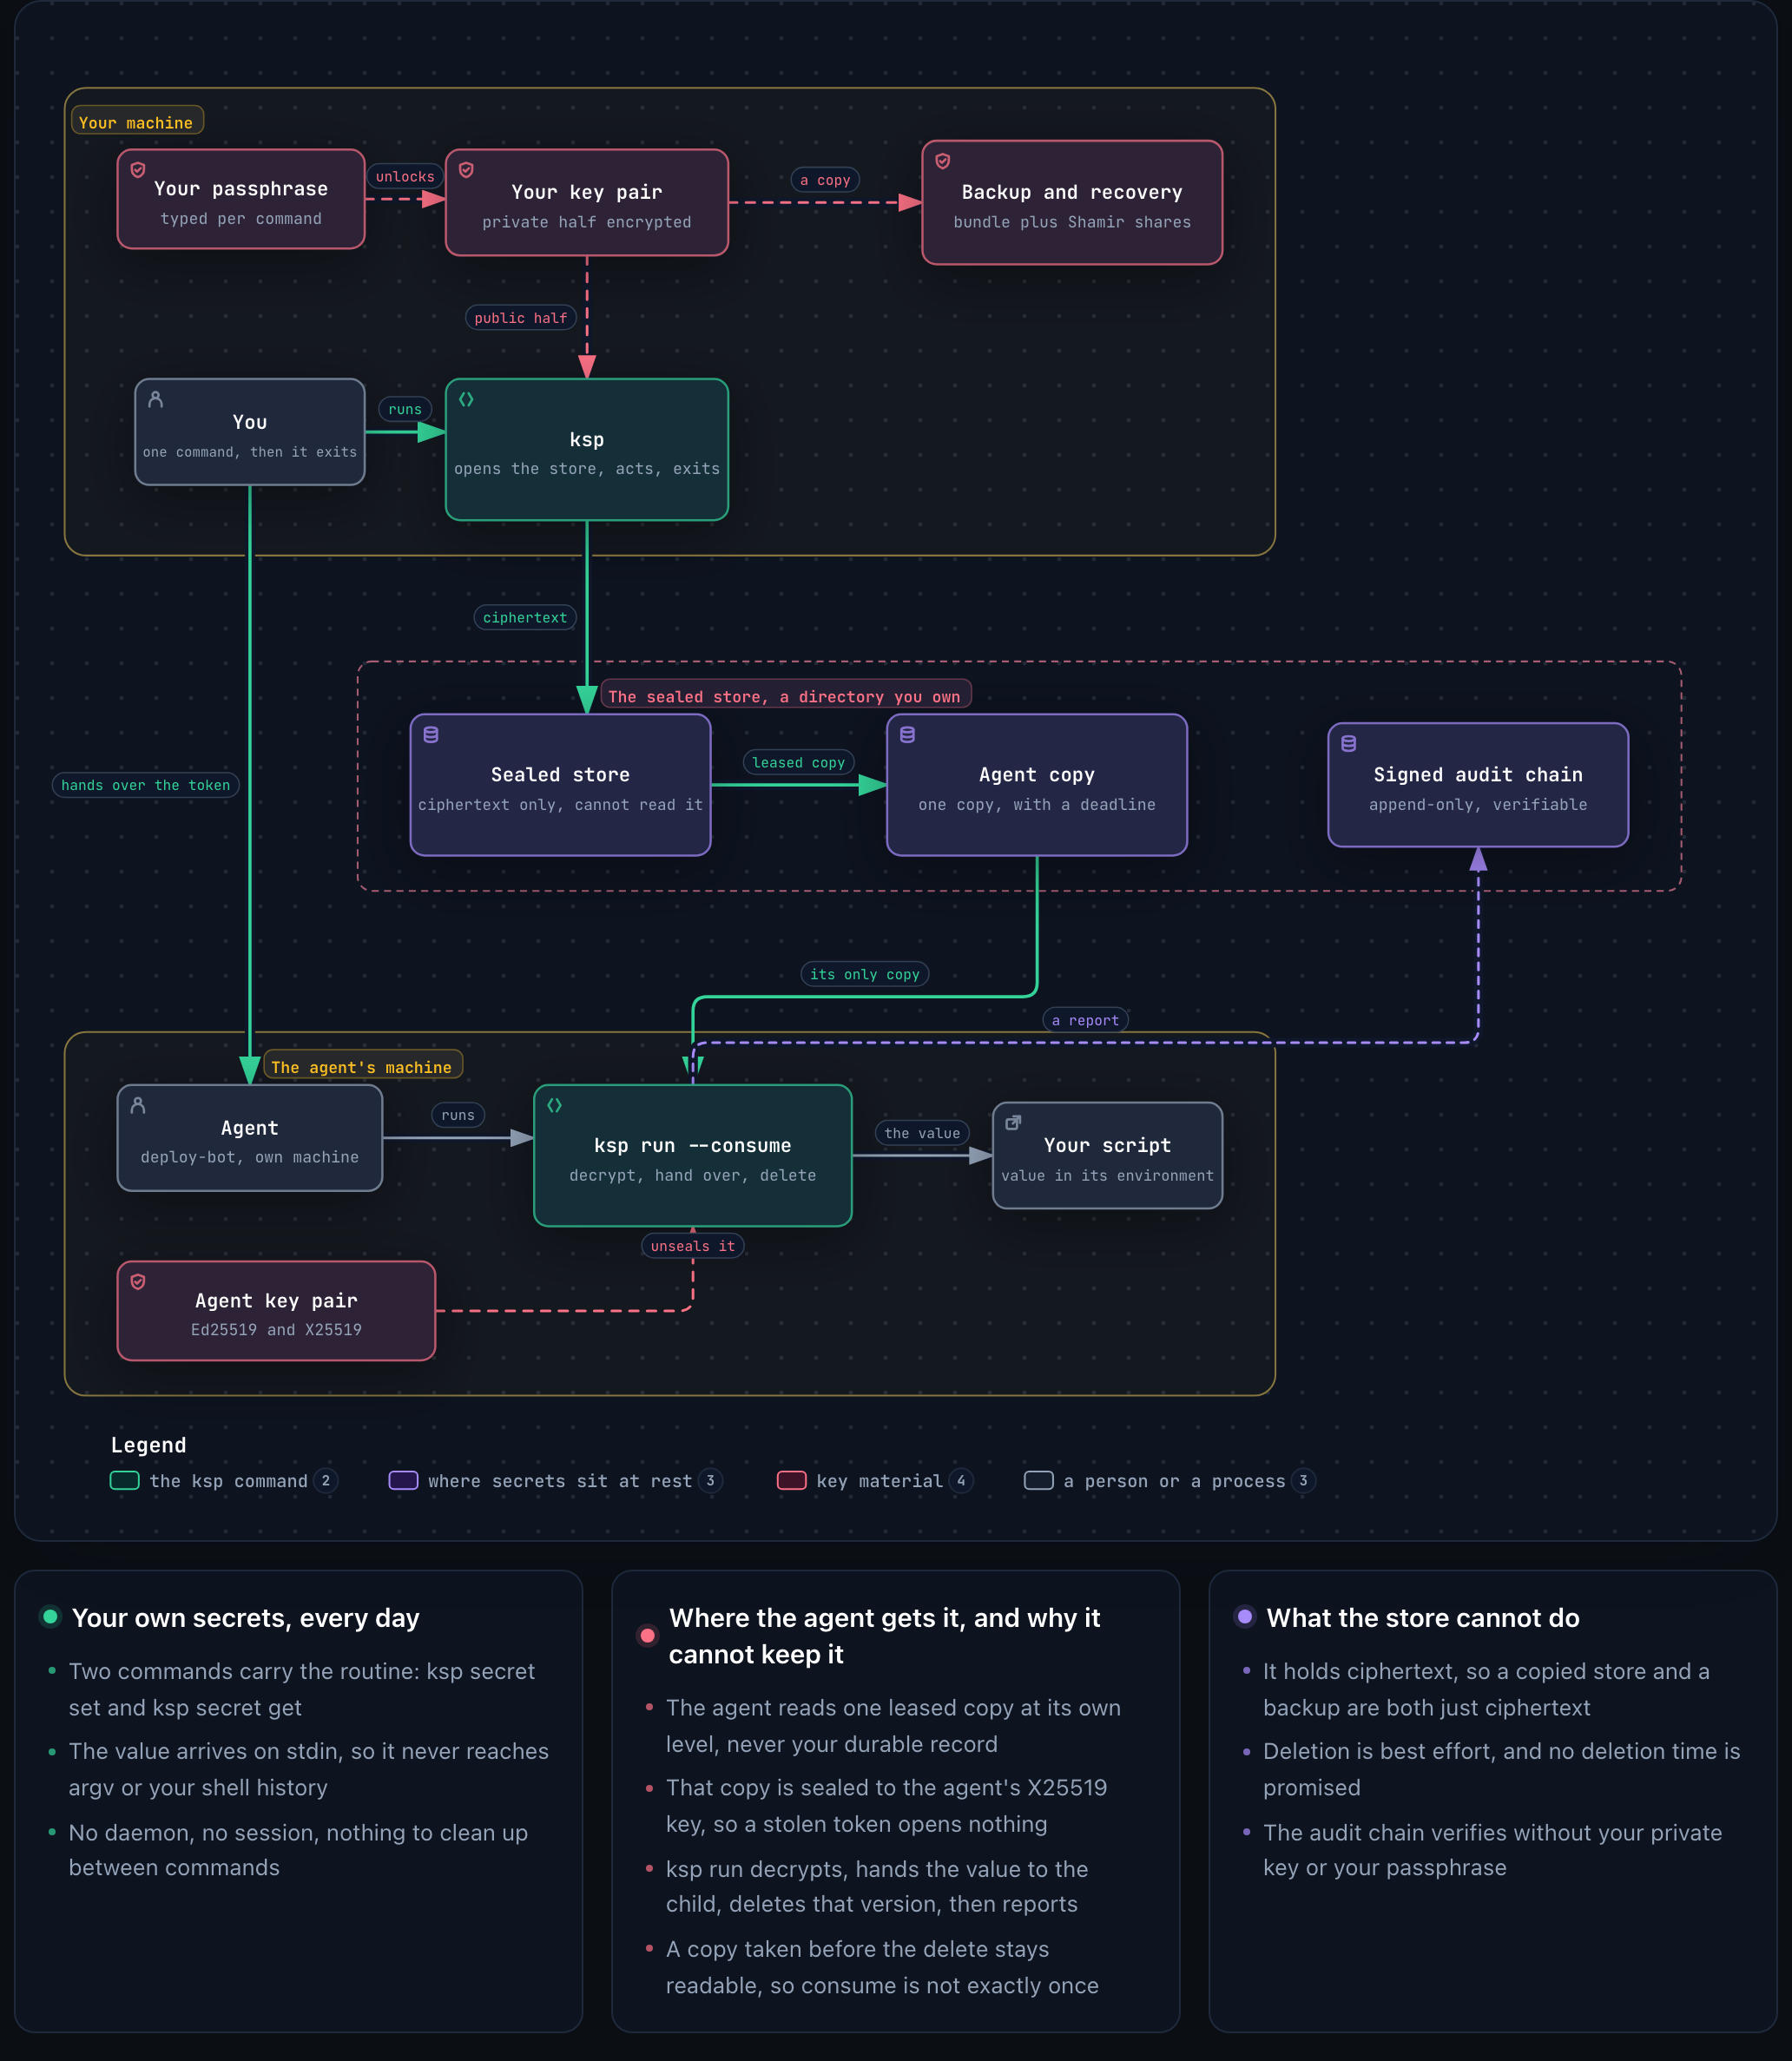 Your machine
Your passphrase
typed per command
unlocks
Your key pair
private half encrypted
a copy
Backup and recovery
bundle plus Shamir shares
public half
You
one command, then it exits
runs
ksp
opens the store, acts, exits
ciphertext
The sealed store, a directory you own
hands over the token
Sealed store
ciphertext only, cannot read it
leased copy
Agent copy
one copy, with a deadline
Signed audit chain
append-only, verifiable
its only copy
a report
The agent's machine
Agent
deploy-bot, own machine
runs
ksp run --consume
decrypt, hand over, delete
the value
Your script
value in its environment
unseals it
Agent key pair
Ed25519 and X25519
Legend
the ksp command 2
where secrets sit at rest 3
key material 4
a person or a process 3
Your own secrets, every day
Two commands carry the routine: ksp secret
set and ksp secret get
The value arrives on stdin, so it never reaches
argv or your shell history
No daemon, no session, nothing to clean up
between commands
Where the agent gets it, and why it
cannot keep it
The agent reads one leased copy at its own
level, never your durable record
That copy is sealed to the agent's X25519
key, so a stolen token opens nothing
ksp run decrypts, hands the value to the
child, deletes that version, then reports
A copy taken before the delete stays
readable, so consume is not exactly once
What the store cannot do
It holds ciphertext, so a copied store and a
backup are both just ciphertext
Deletion is best effort, and no deletion time is
promised
The audit chain verifies without your private
key or your passphrase